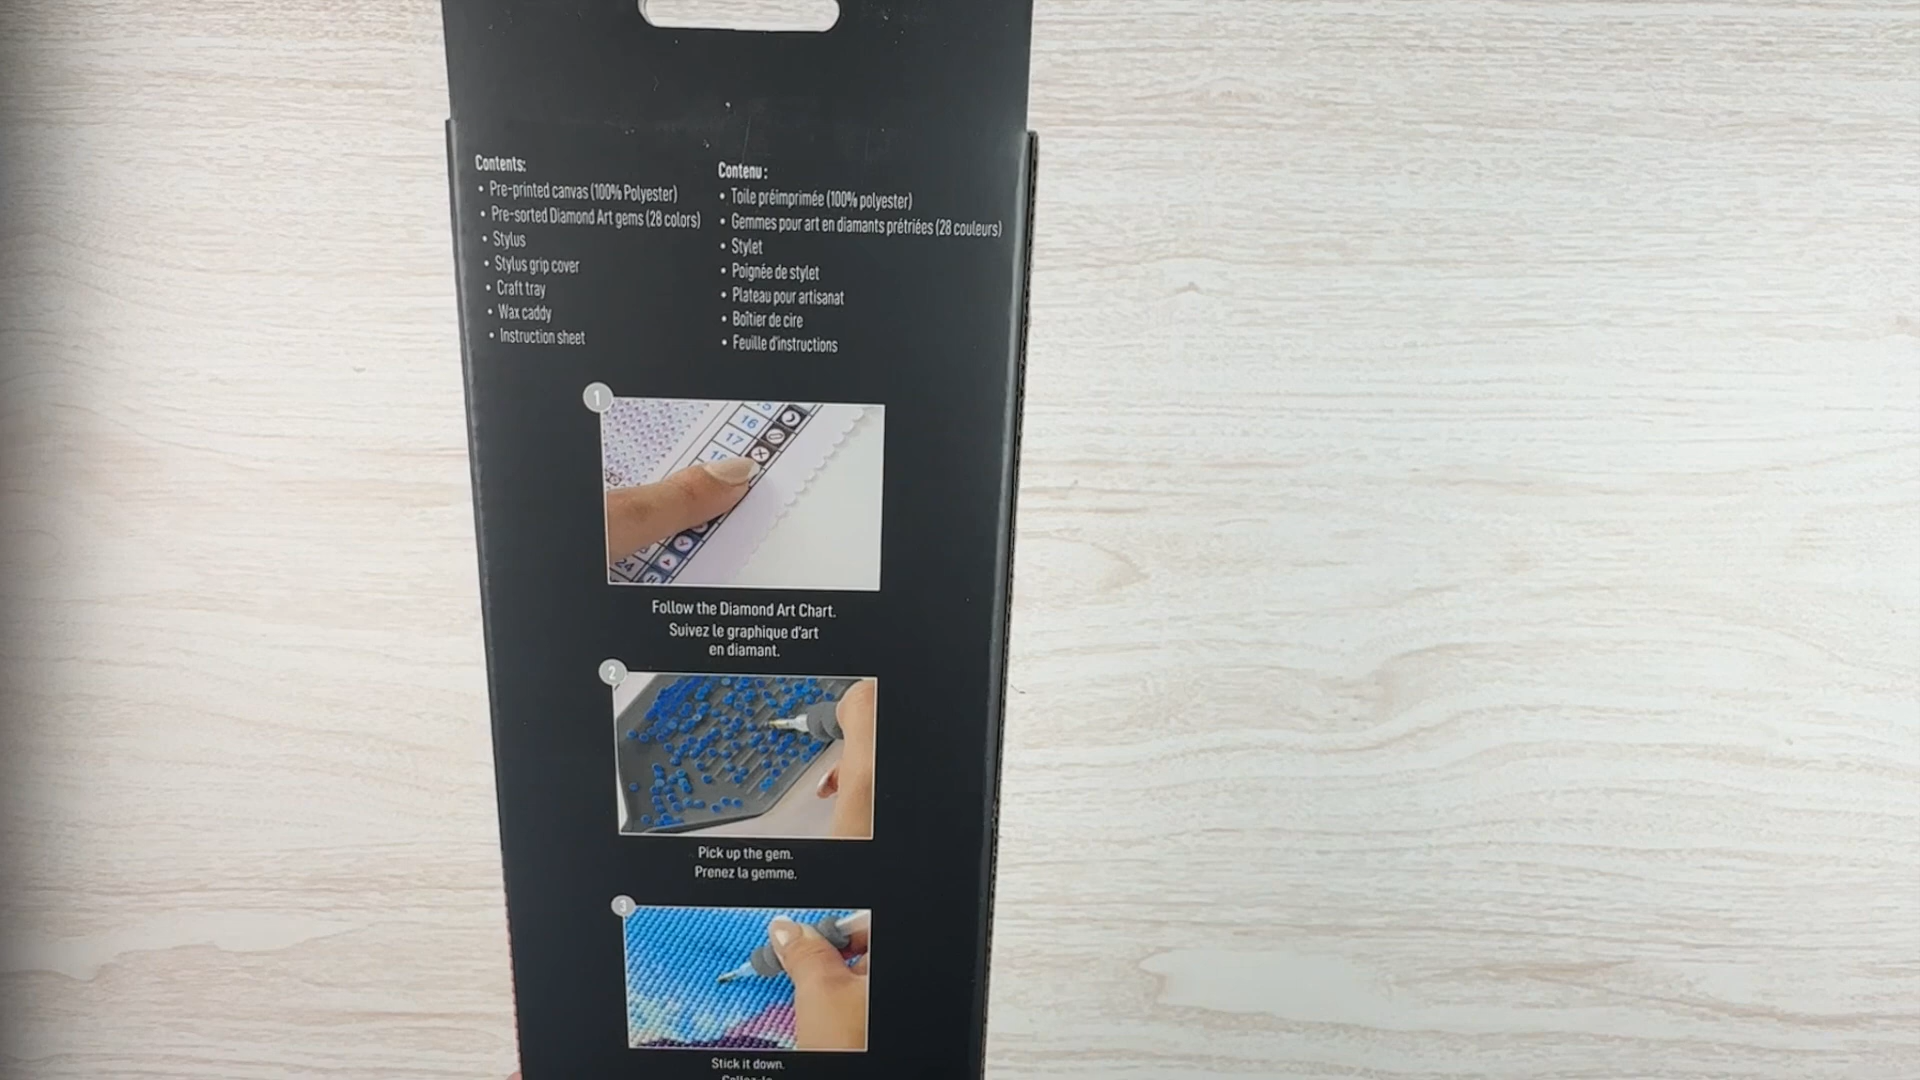 Contents:
• Pre-printed canvas (100% Polyester)
• Pre-sorted Diamond Art gems (28 colors)
• Stylus
• Stylus grip cover
• Craft tray
• Wax caddy
• Instruction sheet
Contenu :
• Toile préimprimée (100% polyester)
• Gemmes pour art en diamants prétriées (28 couleurs)
• Stylet
• Poignée de stylet
• Plateau pour artisanat
• Boîtier de cire
• Feuille d'instructions
1
16
17
24
Follow the Diamond Art Chart.
Suivez le graphique d'art
en diamant.
2
Pick up the gem.
Prenez la gemme.
3
Stick it down.